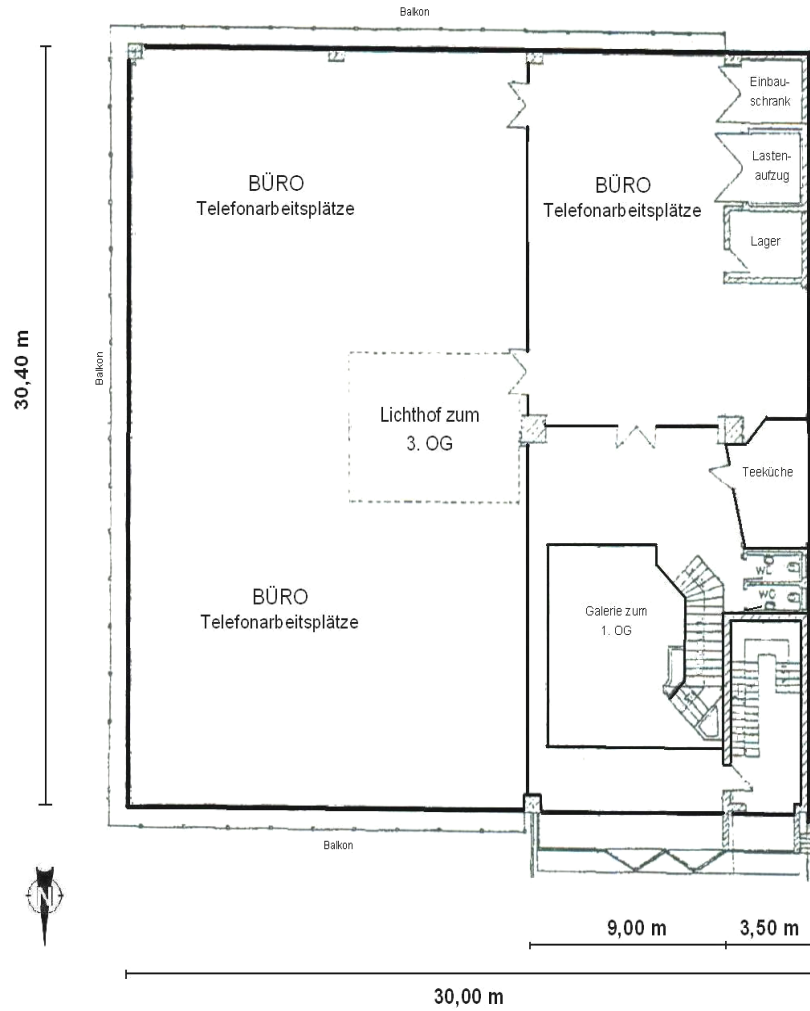 Balkon
Einbau-
schrank
BÜRO
Telefonarbeitsplätze
BÜRO
Telefonarbeitsplätze
Lasten-
aufzug
Lager
30,40 m
Balkon
Lichthof zum
3. OG
Teeküche
WC
WC
BÜRO
Telefonarbeitsplätze
Galerie zum
1. OG
Balkon
N
9,00 m
3,50 m
30,00 m